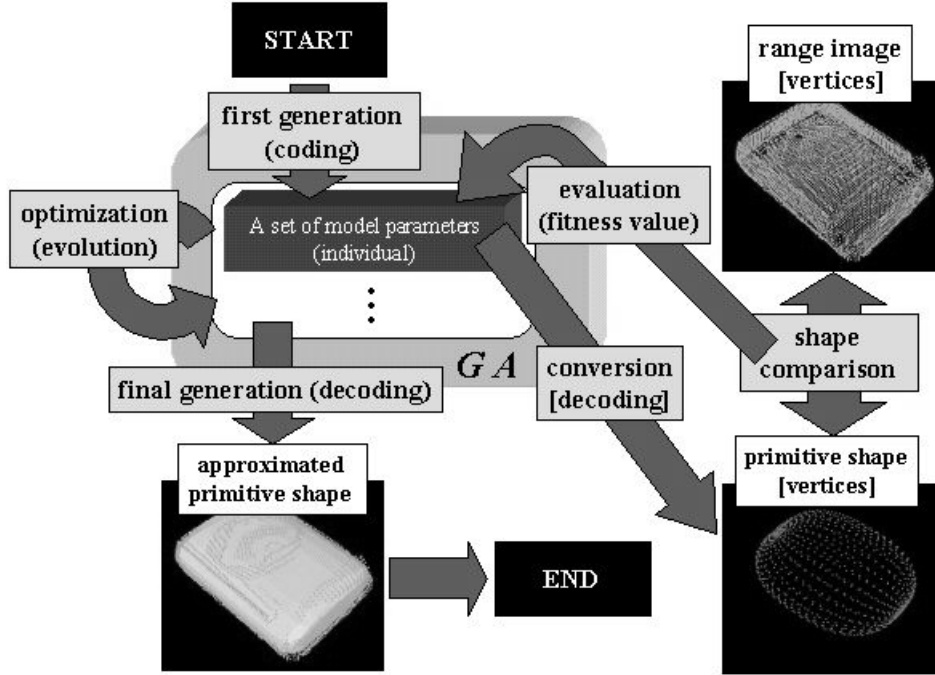 START
range image
[vertices]
first generation
(coding)
optimization
(evolution)
evaluation
(fitness value)
A set of model parameters
(individual)
G A
shape
comparison
final generation (decoding)
conversion
[decoding]
approximated
primitive shape
primitive shape
[vertices]
END